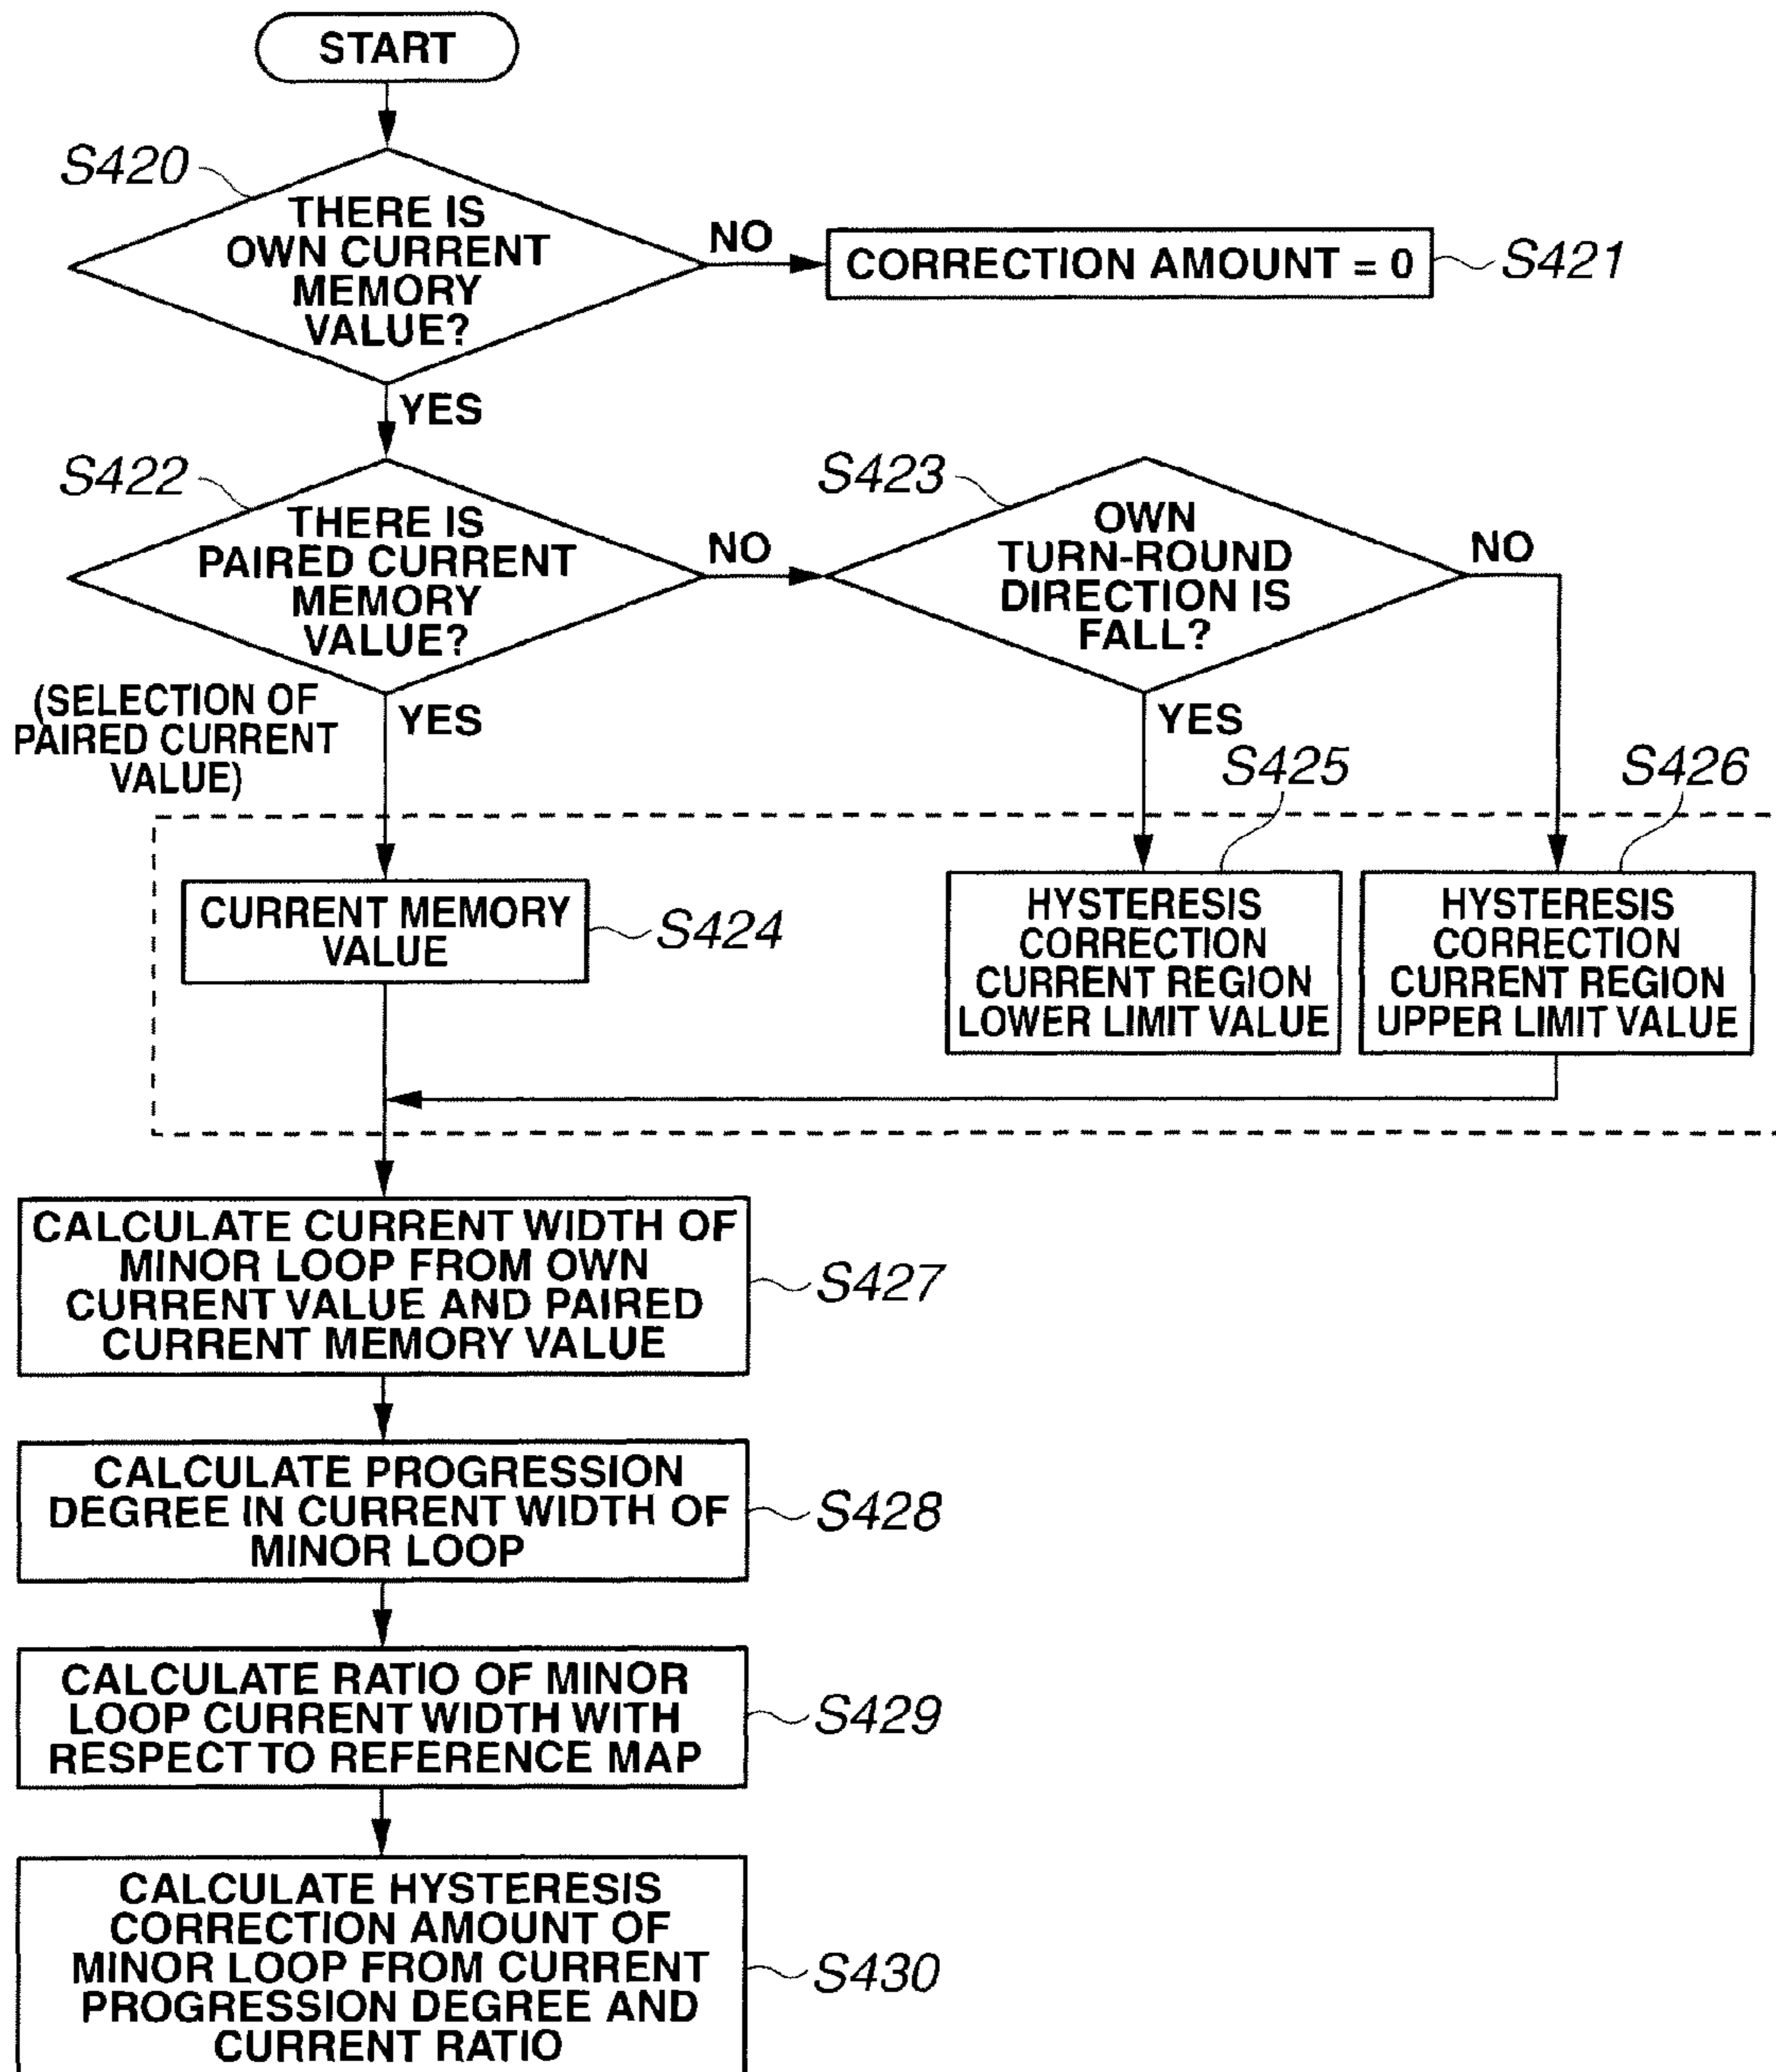 START
S420
THERE IS
OWN CURRENT
MEMORY
VALUE?
NO
CORRECTION AMOUNT = 0
S421
YES
S422
THERE IS
PAIRED CURRENT
MEMORY
VALUE?
NO
S423
OWN
TURN-ROUND
DIRECTION IS
FALL?
NO
(SELECTION OF
PAIRED CURRENT
VALUE)
YES
YES
S425
S426
CURRENT MEMORY
VALUE
S424
HYSTERESIS
CORRECTION
CURRENT REGION
LOWER LIMIT VALUE
HYSTERESIS
CORRECTION
CURRENT REGION
UPPER LIMIT VALUE
CALCULATE CURRENT WIDTH OF
MINOR LOOP FROM OWN
CURRENT VALUE AND PAIRED
CURRENT MEMORY VALUE
S427
CALCULATE PROGRESSION
DEGREE IN CURRENT WIDTH OF
MINOR LOOP
S428
CALCULATE RATIO OF MINOR
LOOP CURRENT WIDTH WITH
RESPECT TO REFERENCE MAP
S429
CALCULATE HYSTERESIS
CORRECTION AMOUNT OF
MINOR LOOP FROM CURRENT
PROGRESSION DEGREE AND
CURRENT RATIO
S430